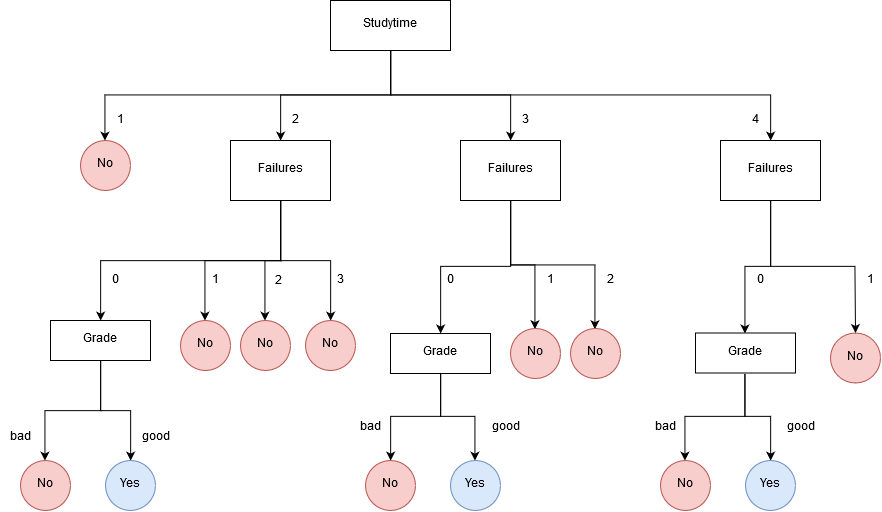 Studytime
1
2
3
4
No
Failures
Failures
Failures
0
1
2
3
0
1
2
0
1
Grade
No
No
No
Grade
No
No
Grade
No
bad
good
bad
good
bad
good
No
Yes
No
Yes
No
Yes